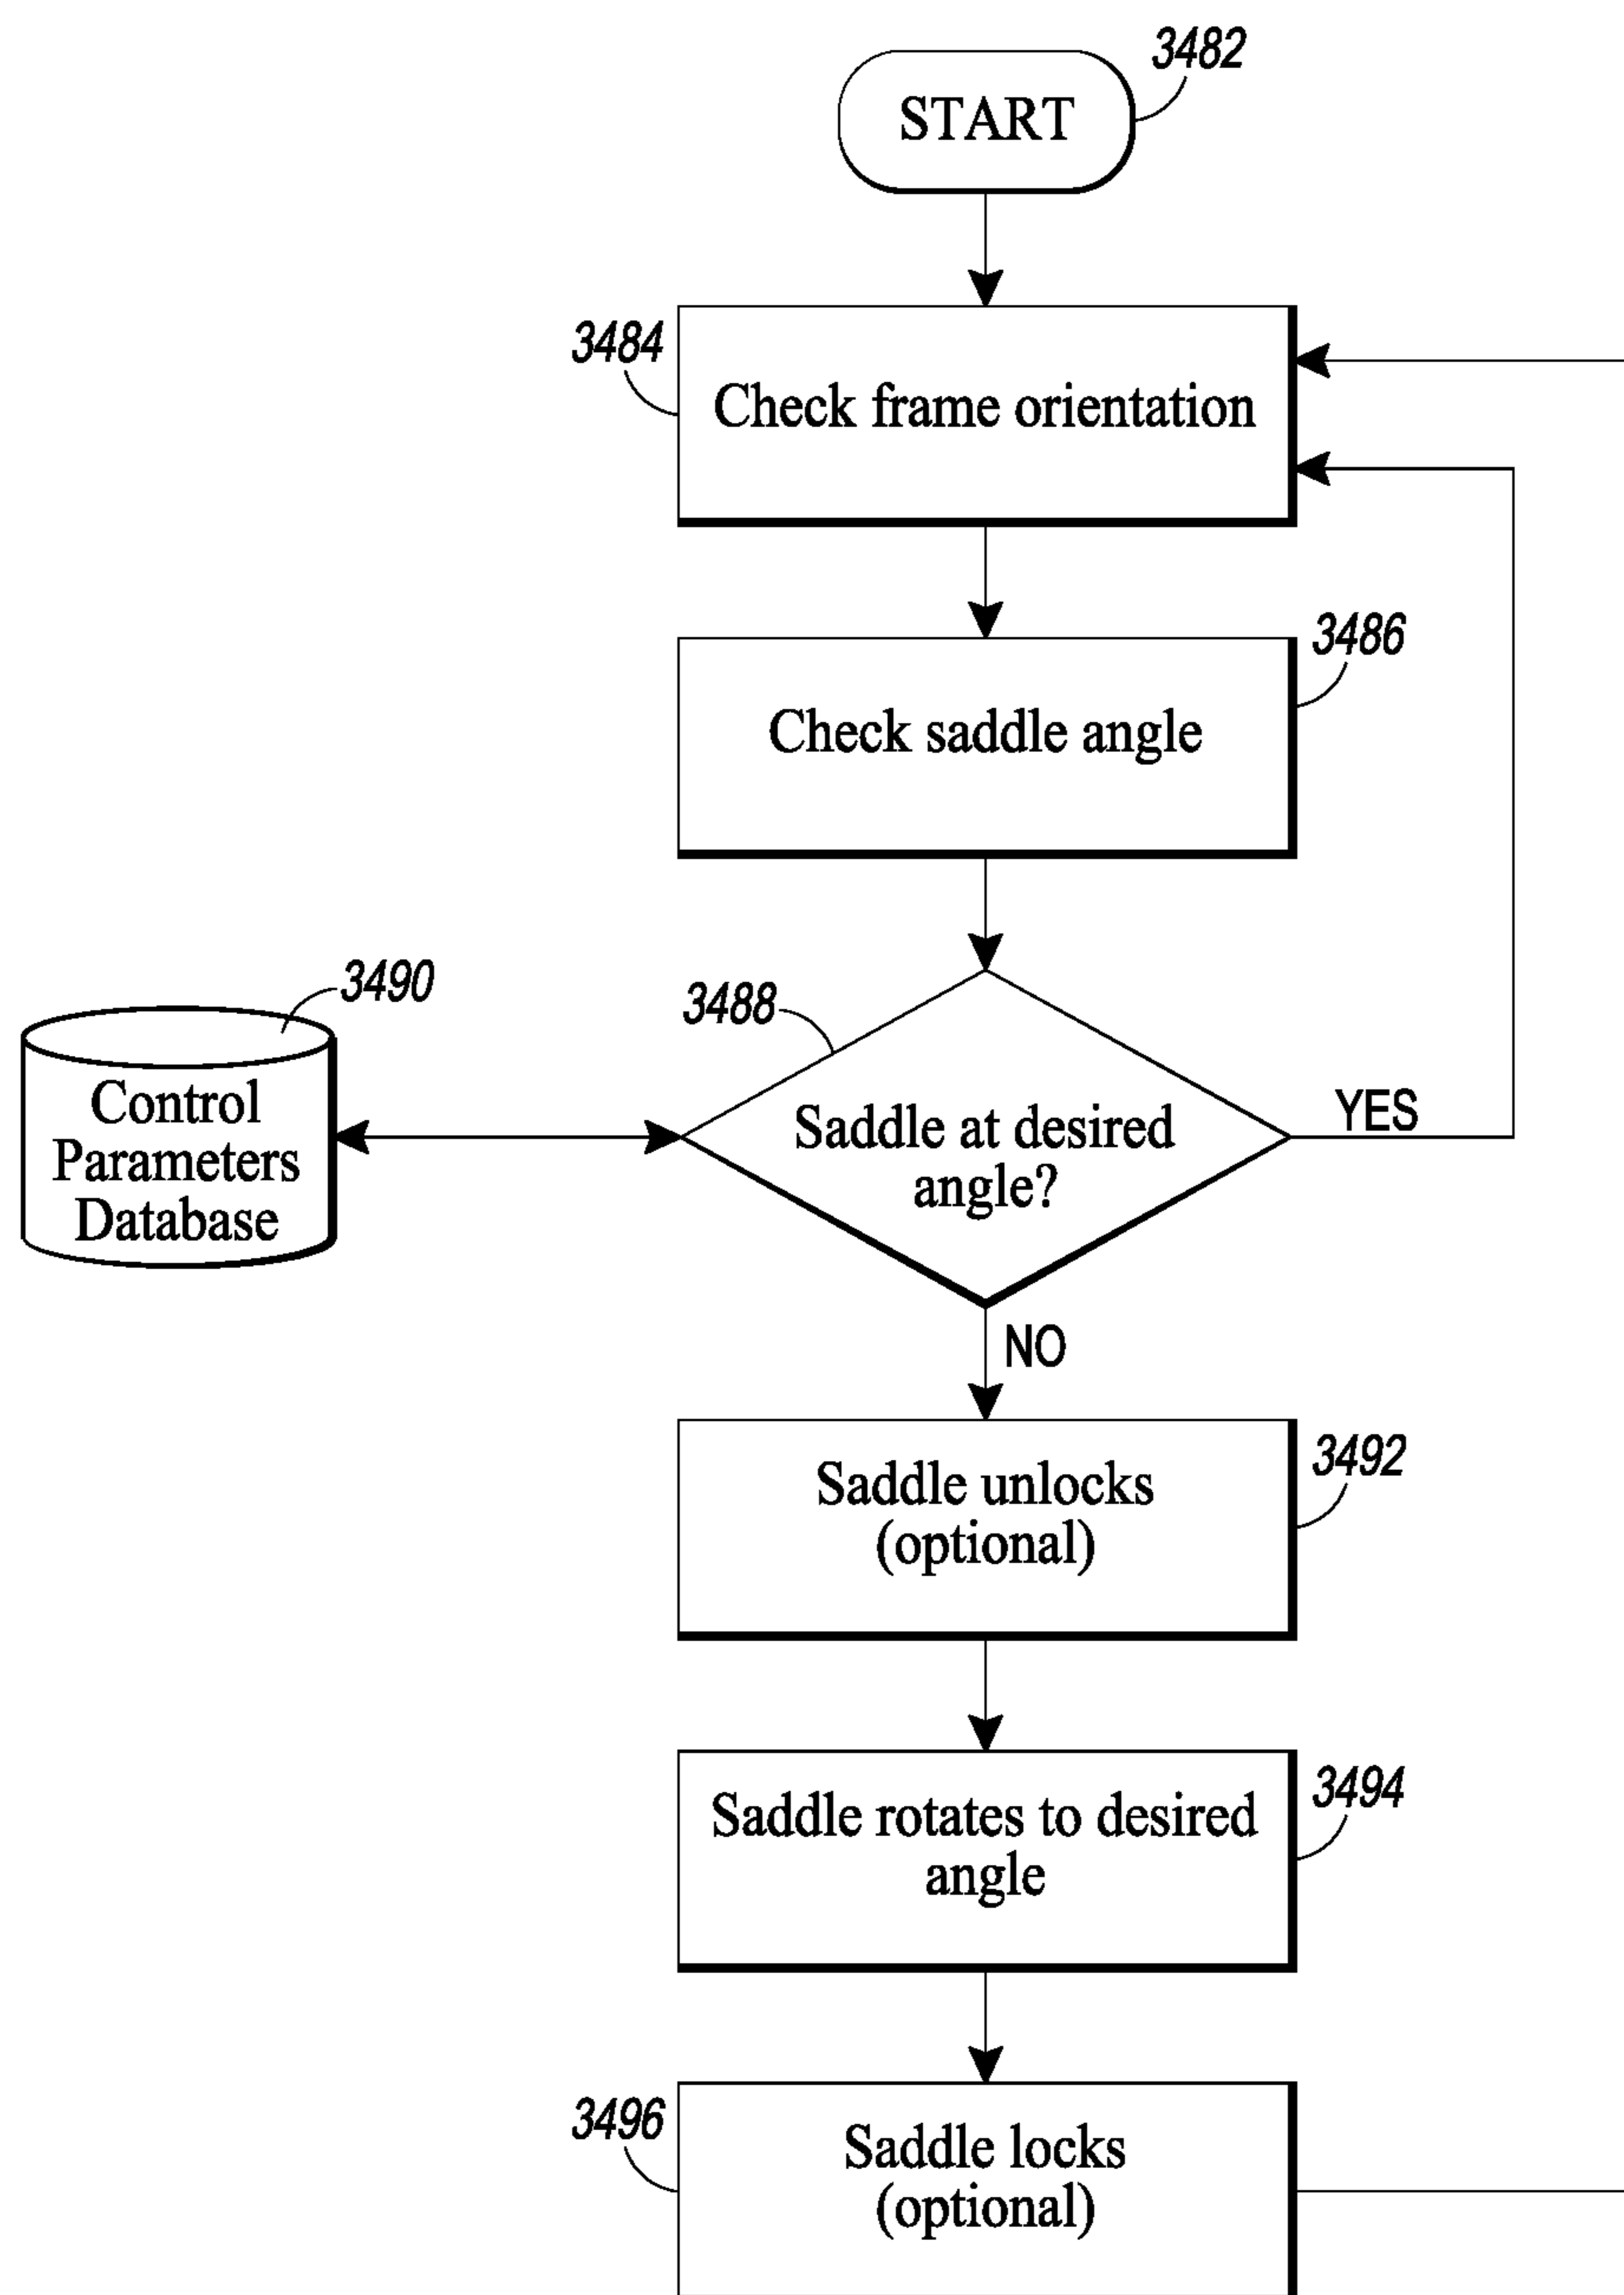 3482
START
3484
Check frame orientation
3486
Check saddle angle
3490
3488
Control
Parameters
Database
Saddle at desired
angle?
YES
NO
3492
Saddle unlocks
(optional)
3494
Saddle rotates to desired
angle
3496
Saddle locks
(optional)